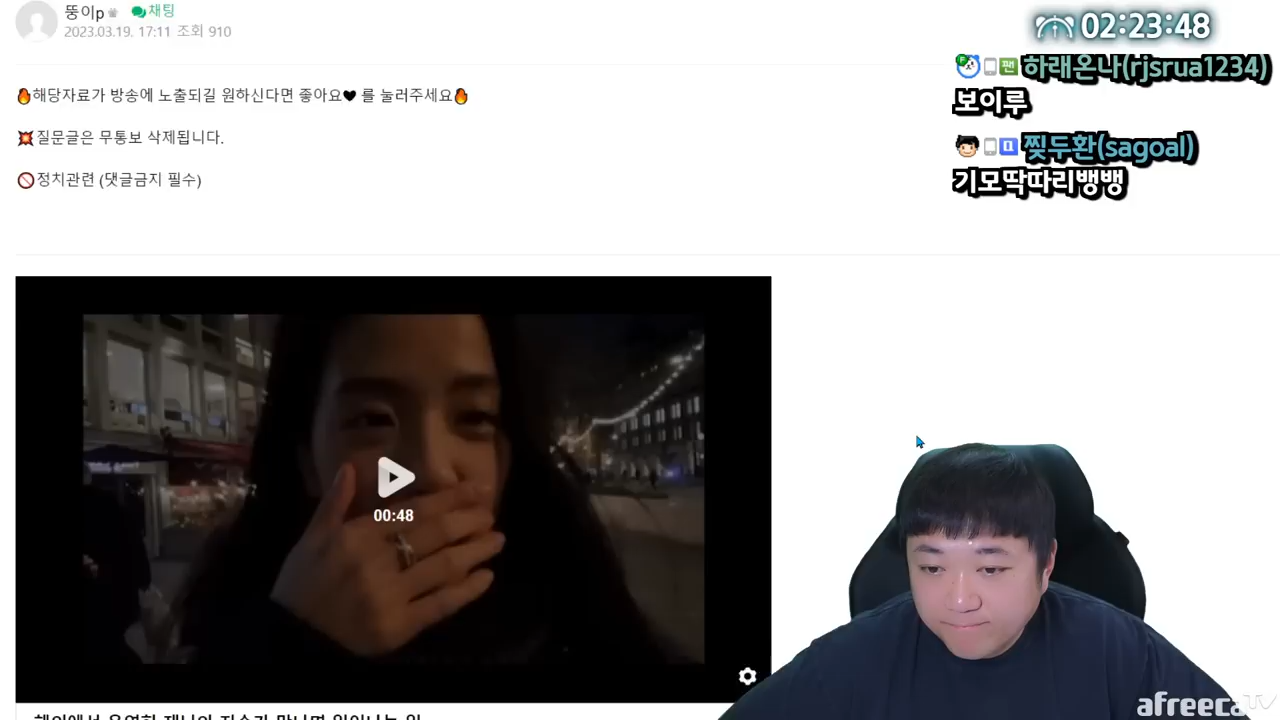 뚱이p
채팅
2023.03.19. 17:11 조회 910
🔥해당자료가 방송에 노출되길 원하신다면 좋아요🖤 를 눌러주세요🔥
💥질문글은 무통보 삭제됩니다.
🚫정치관련 (댓글금지 필수)
02:23:48
F 팬 하래온나(rjsrua1234)
보이루
찢두환(sagoal)
기모딱따리뱅뱅
00:48
afreecaTV